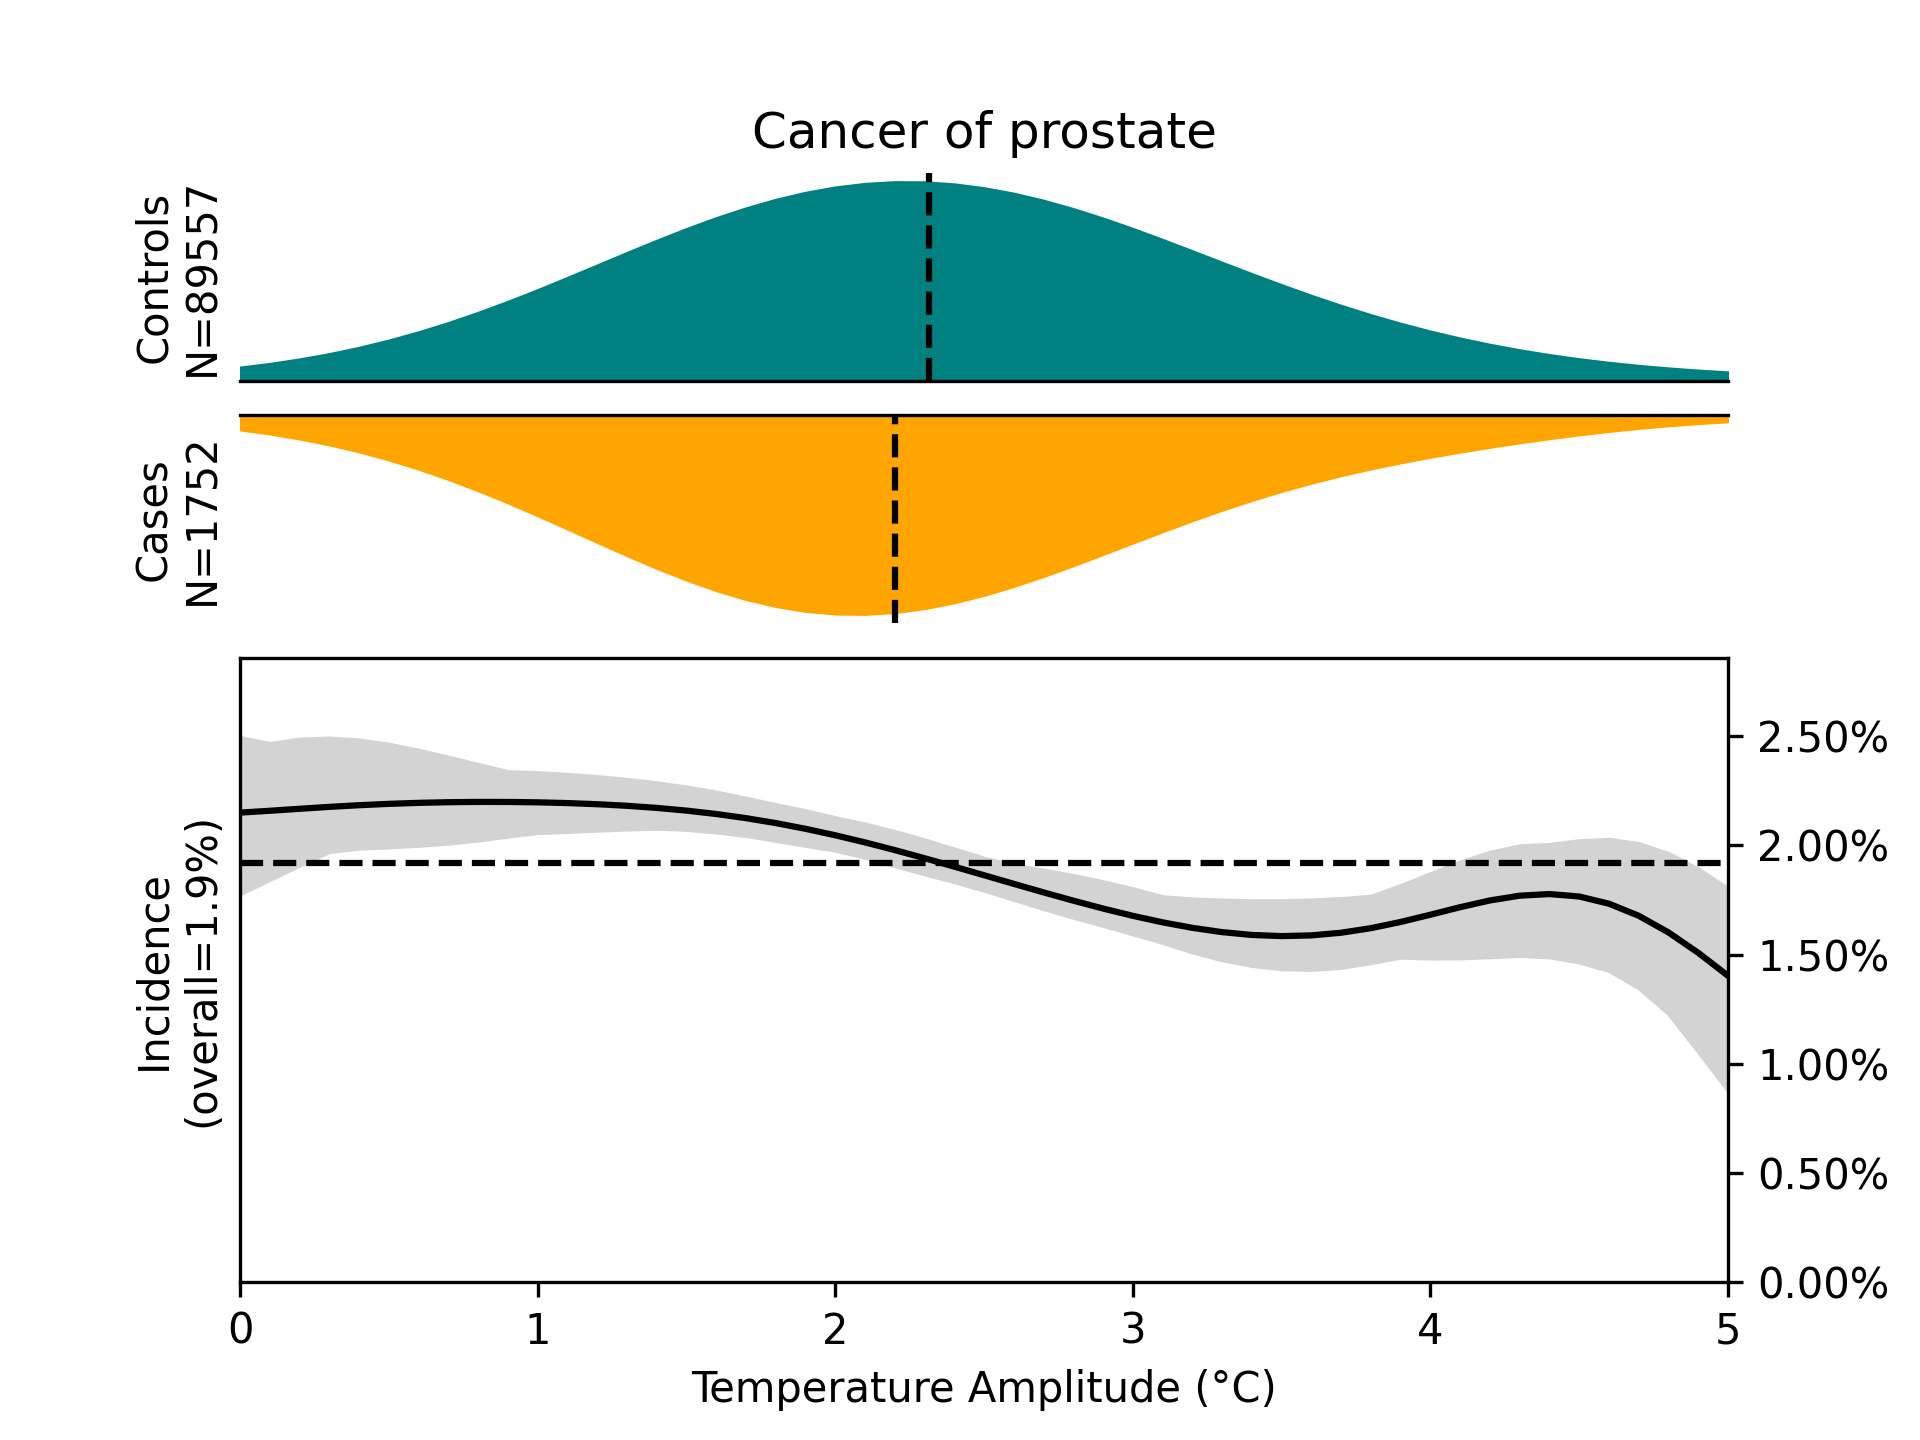 Cancer of prostate
Controls
N=89557
Cases
N=1752
Incidence
(overall=1.9%)
2.50%
2.00%
1.50%
1.00%
0.50%
0.00%
0 1 2 3 4 5
Temperature Amplitude (°C)